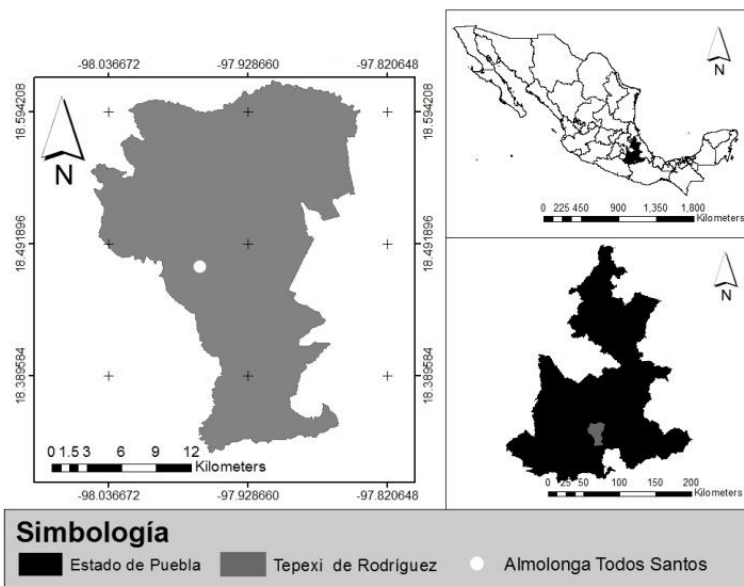 -98.036672 -97.928660 -97.820648
18.594208
18.594208
N
18.491896
18.491896
18.389584
18.389584
0 1.5 3 6 9 12
Kilometers
-98.036672 -97.928660 -97.820648
N
0 225 450 900 1,350 1,800
Kilometers
N
0 25 50 100 150 200
Kilometers
Simbología
Estado de Puebla Tepexi de Rodríguez Almolonga Todos Santos